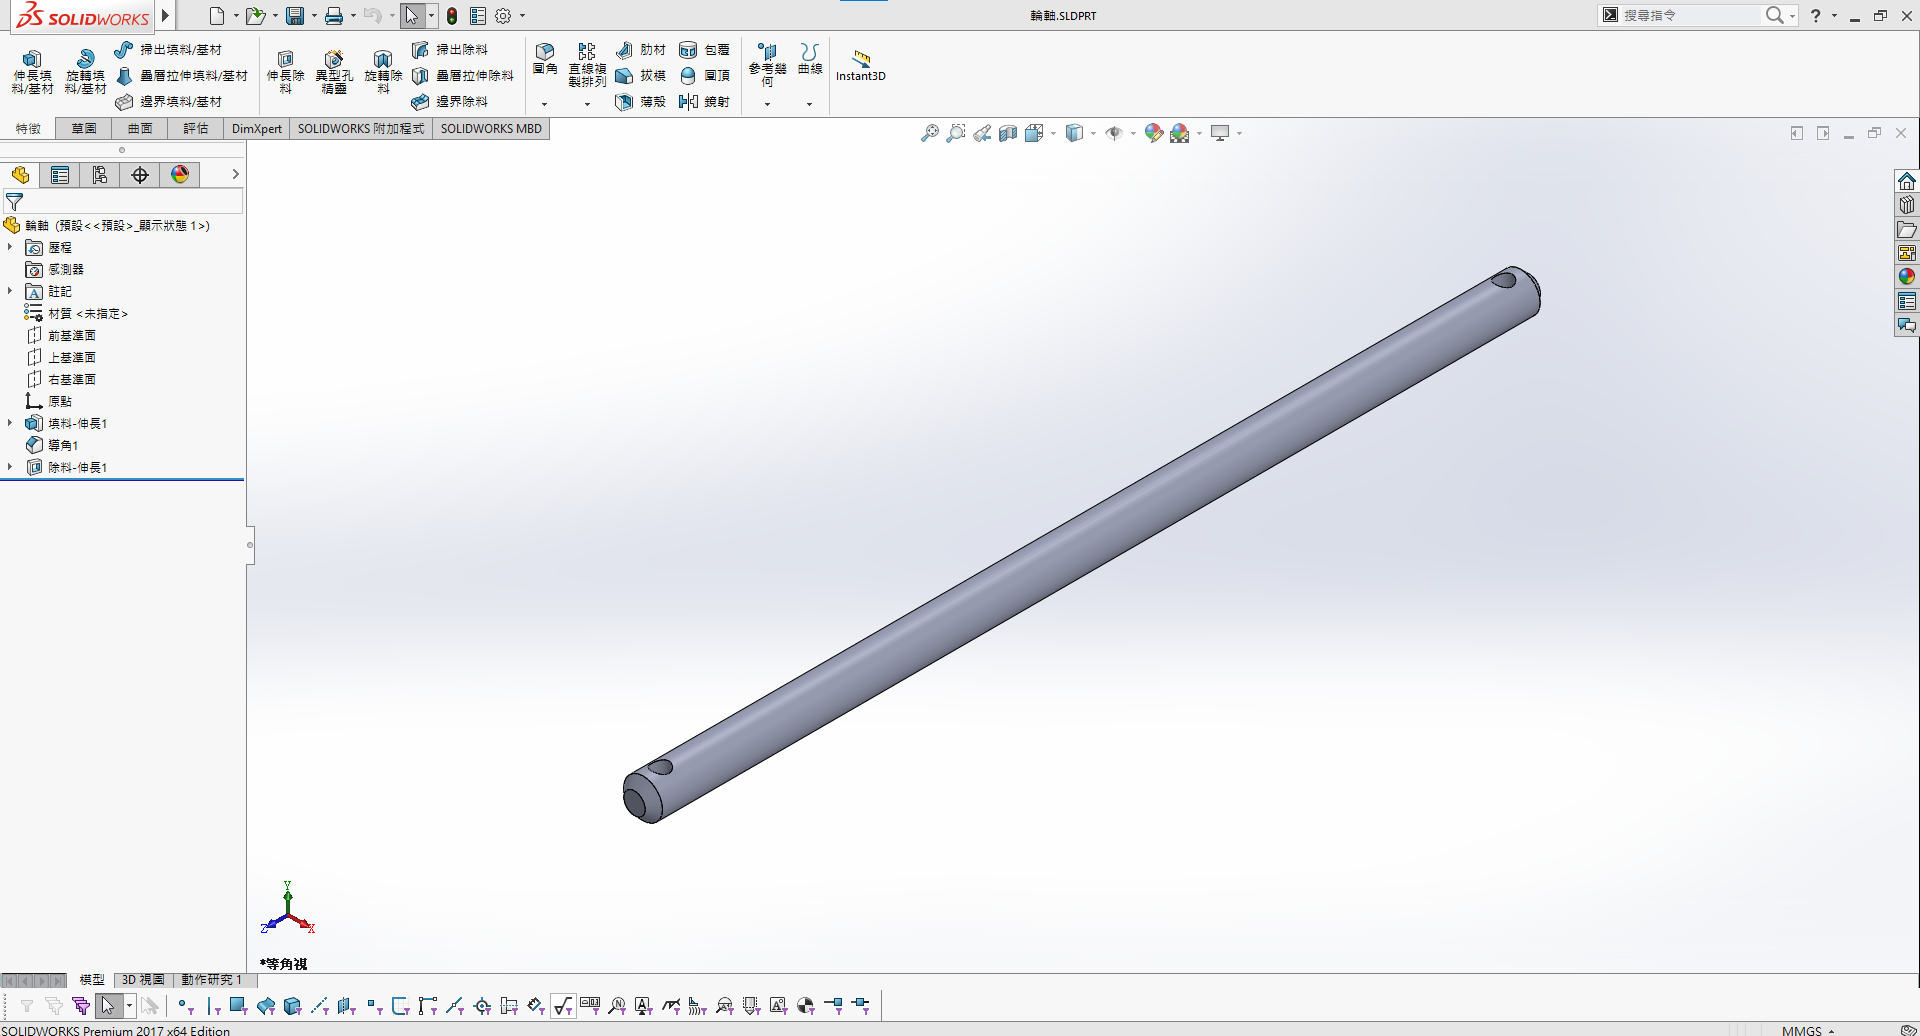 SOLIDWORKS
輪軸.SLDPRT
搜尋指令
伸長填料/基材
旋轉填料/基材
掃出填料/基材
疊層拉伸填料/基材
邊界填料/基材
伸長除料
異型孔精靈
旋轉除料
掃出除料
疊層拉伸除料
邊界除料
圓角
直線複製排列
肋材
拔模
薄殼
包覆
圓頂
鏡射
參考幾何
曲線
Instant3D
特徵
草圖
曲面
評估
DimXpert
SOLIDWORKS 附加程式
SOLIDWORKS MBD
輪軸 (預設<<預設>_顯示狀態 1>)
歷程
感測器
註記
材質 <未指定>
前基準面
上基準面
右基準面
原點
填料-伸長1
導角1
除料-伸長1
Y
Z
X
*等角視
模型
3D 視圖
動作研究 1
SOLIDWORKS Premium 2017 x64 Edition
MMGS